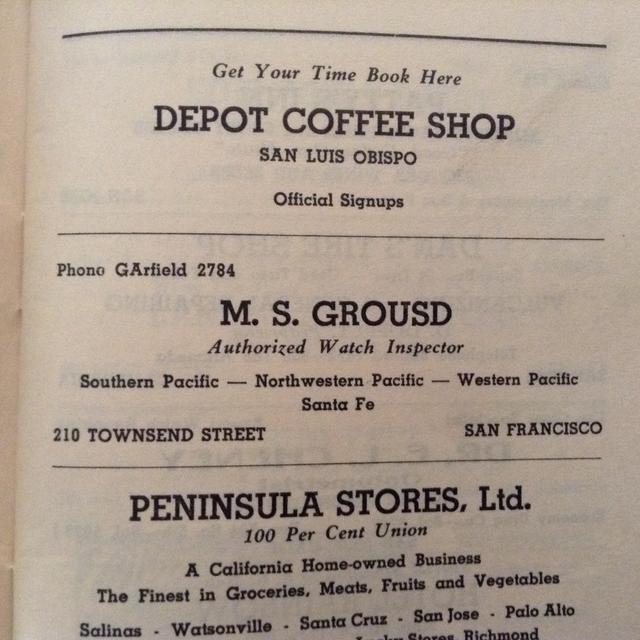 Get Your Time Book Here
DEPOT COFFEE SHOP
SAN LUIS OBISPO
Official Signups
Phone GArfield 2784
M. S. GROUSD
Authorized Watch Inspector
Southern Pacific — Northwestern Pacific — Western Pacific
Santa Fe
210 TOWNSEND STREET SAN FRANCISCO
PENINSULA STORES, Ltd.
100 Per Cent Union
A California Home-owned Business
The Finest in Groceries, Meats, Fruits and Vegetables
Salinas - Watsonville - Santa Cruz - San Jose - Palo Alto
Lucky Stores, Richmond